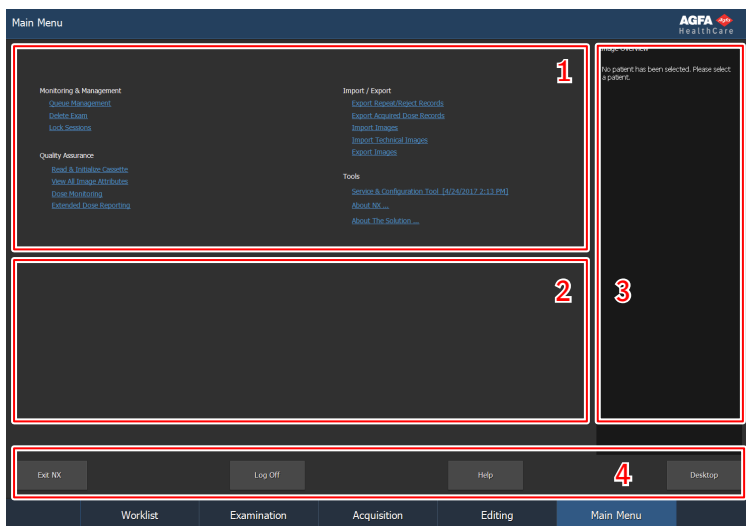 Main Menu
AGFA
HealthCare
1
Monitoring & Management
Queue Management
Delete Exam
Lock Sessions
Quality Assurance
Read & Initialize Cassette
View All Image Attributes
Dose Monitoring
Extended Dose Reporting
Import / Export
Export Repeat/Reject Records
Export Acquired Dose Records
Import Images
Import Technical Images
Export Images
Tools
Service & Configuration Tool [4/24/2017 2:13 PM]
About NX ...
About The Solution ...
Image Overview
No patient has been selected. Please select
a patient.
2
3
4
Exit NX
Log Off
Help
Desktop
Worklist
Examination
Acquisition
Editing
Main Menu